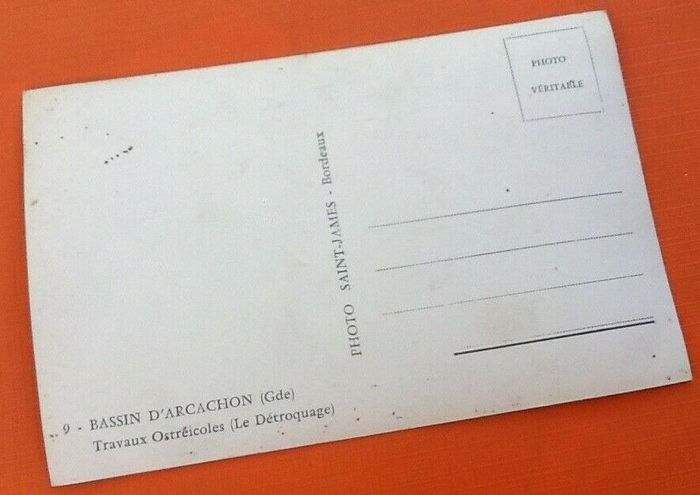 PHOTO
VÉRITABLE
PHOTO SAINT-JAMES - Bordeaux
9 - BASSIN D'ARCACHON (Gde)
Travaux Ostréicoles (Le Détroquage)